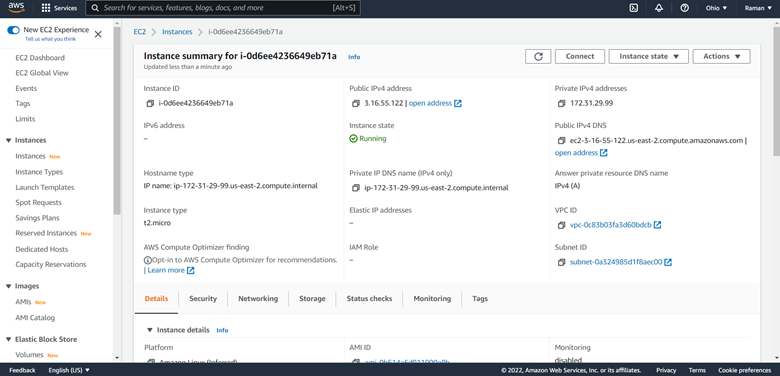 aws
Services
Search for services, features, blogs, docs, and more
[Alt+S]
Ohio
Raman
New EC2 Experience
Tell us what you think
EC2 Dashboard
EC2 Global View
Events
Tags
Limits
Instances
Instances New
Instance Types
Launch Templates
Spot Requests
Savings Plans
Reserved Instances New
Dedicated Hosts
Capacity Reservations
Images
AMIs New
AMI Catalog
Elastic Block Store
Volumes New
EC2 > Instances > i-0d6ee4236649eb71a
Instance summary for i-0d6ee4236649eb71a Info
Updated less than a minute ago
Connect
Instance state
Actions
Instance ID
i-0d6ee4236649eb71a
Public IPv4 address
3.16.55.122 | open address
Private IPv4 addresses
172.31.29.99
IPv6 address
–
Instance state
Running
Public IPv4 DNS
ec2-3-16-55-122.us-east-2.compute.amazonaws.com |
open address
Hostname type
IP name: ip-172-31-29-99.us-east-2.compute.internal
Private IP DNS name (IPv4 only)
ip-172-31-29-99.us-east-2.compute.internal
Answer private resource DNS name
IPv4 (A)
Instance type
t2.micro
Elastic IP addresses
–
VPC ID
vpc-0c83b03fa3d60bdcb
AWS Compute Optimizer finding
Opt-in to AWS Compute Optimizer for recommendations.
| Learn more
IAM Role
–
Subnet ID
subnet-0a324985d1f8aec00
Details
Security
Networking
Storage
Status checks
Monitoring
Tags
Instance details Info
Platform
Amazon Linux (Inferred)
AMI ID
Monitoring
disabled
Feedback
English (US)
© 2022, Amazon Web Services, Inc. or its affiliates.
Privacy
Terms
Cookie preferences